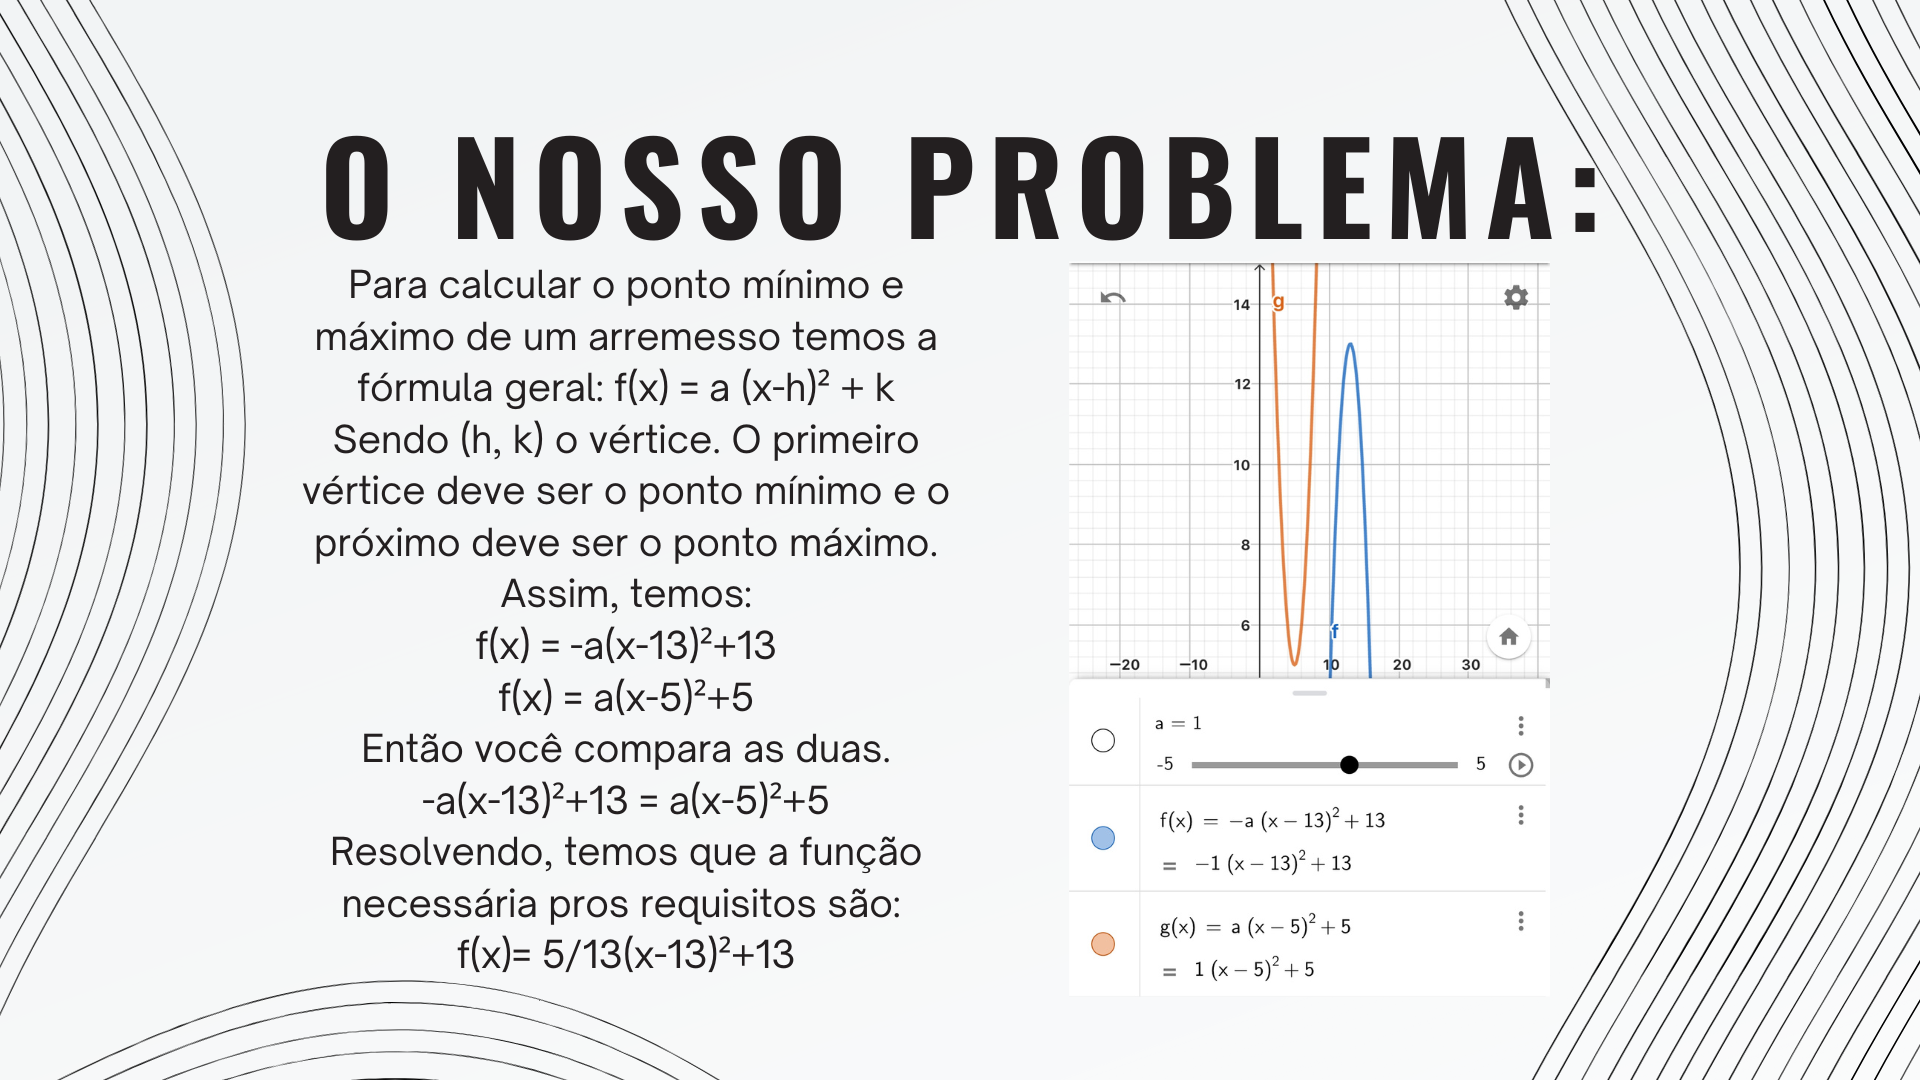 O NOSSO PROBLEMA:
Para calcular o ponto mínimo e
máximo de um arremesso temos a
fórmula geral: f(x) = a (x-h)² + k
Sendo (h, k) o vértice. O primeiro
vértice deve ser o ponto mínimo e o
próximo deve ser o ponto máximo.
Assim, temos:
f(x) = -a(x-13)²+13
f(x) = a(x-5)²+5
Então você compara as duas.
-a(x-13)²+13 = a(x-5)²+5
Resolvendo, temos que a função
necessária pros requisitos são:
f(x)= 5/13(x-13)²+13
14
g
12
10
8
6
f
−20 −10 10 20 30
a = 1
-5 5
f(x) = −a (x − 13)² + 13
= −1 (x − 13)² + 13
g(x) = a (x − 5)² + 5
= 1 (x − 5)² + 5